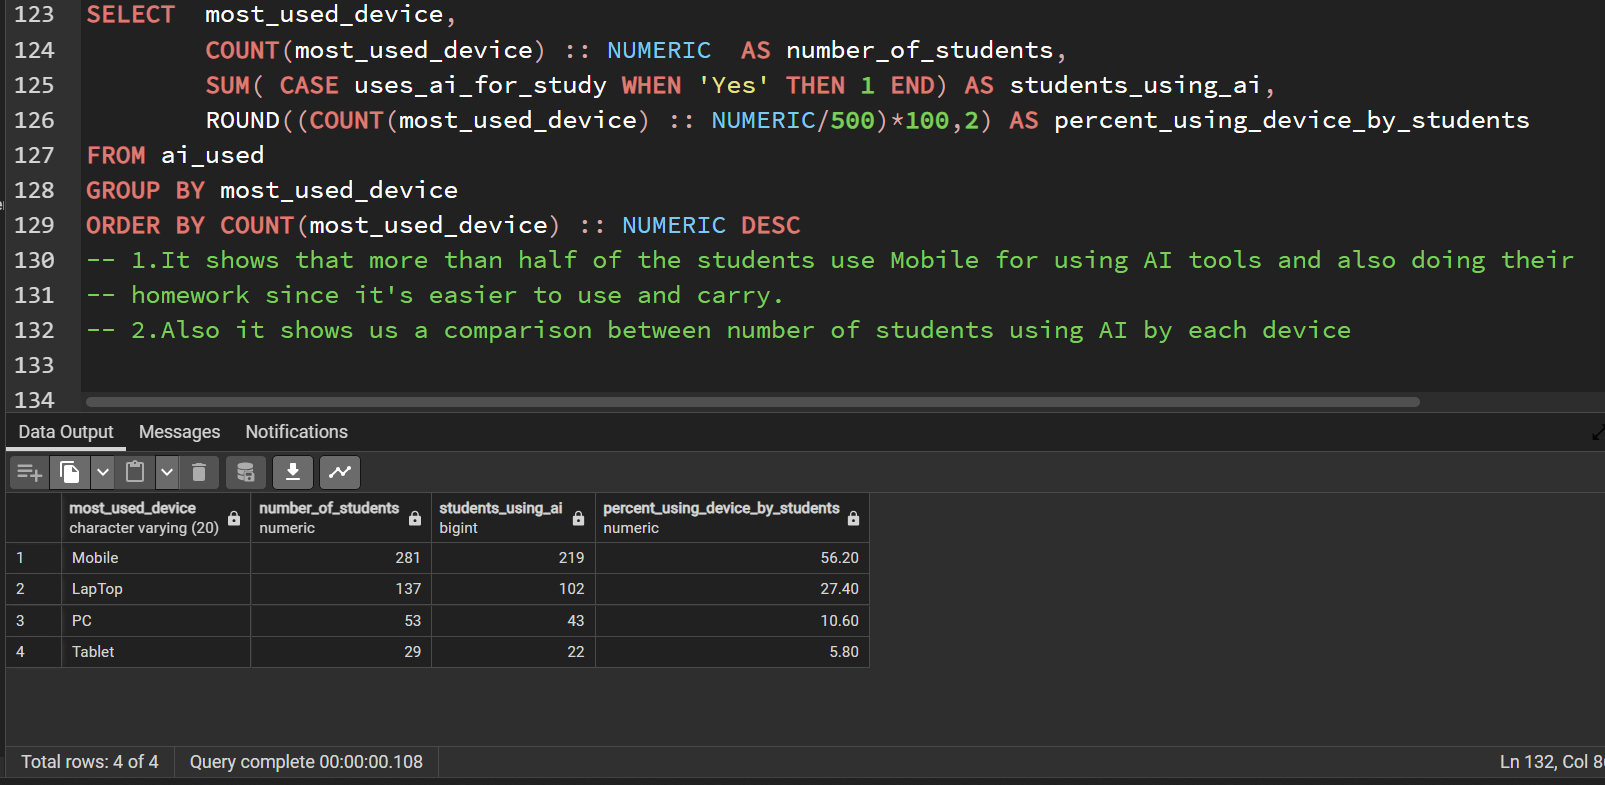 123 SELECT  most_used_device,
124         COUNT(most_used_device) :: NUMERIC  AS number_of_students,
125         SUM( CASE uses_ai_for_study WHEN 'Yes' THEN 1 END) AS students_using_ai,
126         ROUND((COUNT(most_used_device) :: NUMERIC/500)*100,2) AS percent_using_device_by_students
127 FROM ai_used
128 GROUP BY most_used_device
129 ORDER BY COUNT(most_used_device) :: NUMERIC DESC
130 -- 1.It shows that more than half of the students use Mobile for using AI tools and also doing their
131 -- homework since it's easier to use and carry.
132 -- 2.Also it shows us a comparison between number of students using AI by each device
133
134
Data Output Messages Notifications
most_used_device number_of_students students_using_ai percent_using_device_by_students
character varying (20) numeric bigint numeric
1 Mobile 281 219 56.20
2 LapTop 137 102 27.40
3 PC 53 43 10.60
4 Tablet 29 22 5.80
Total rows: 4 of 4 Query complete 00:00:00.108 Ln 132, Col